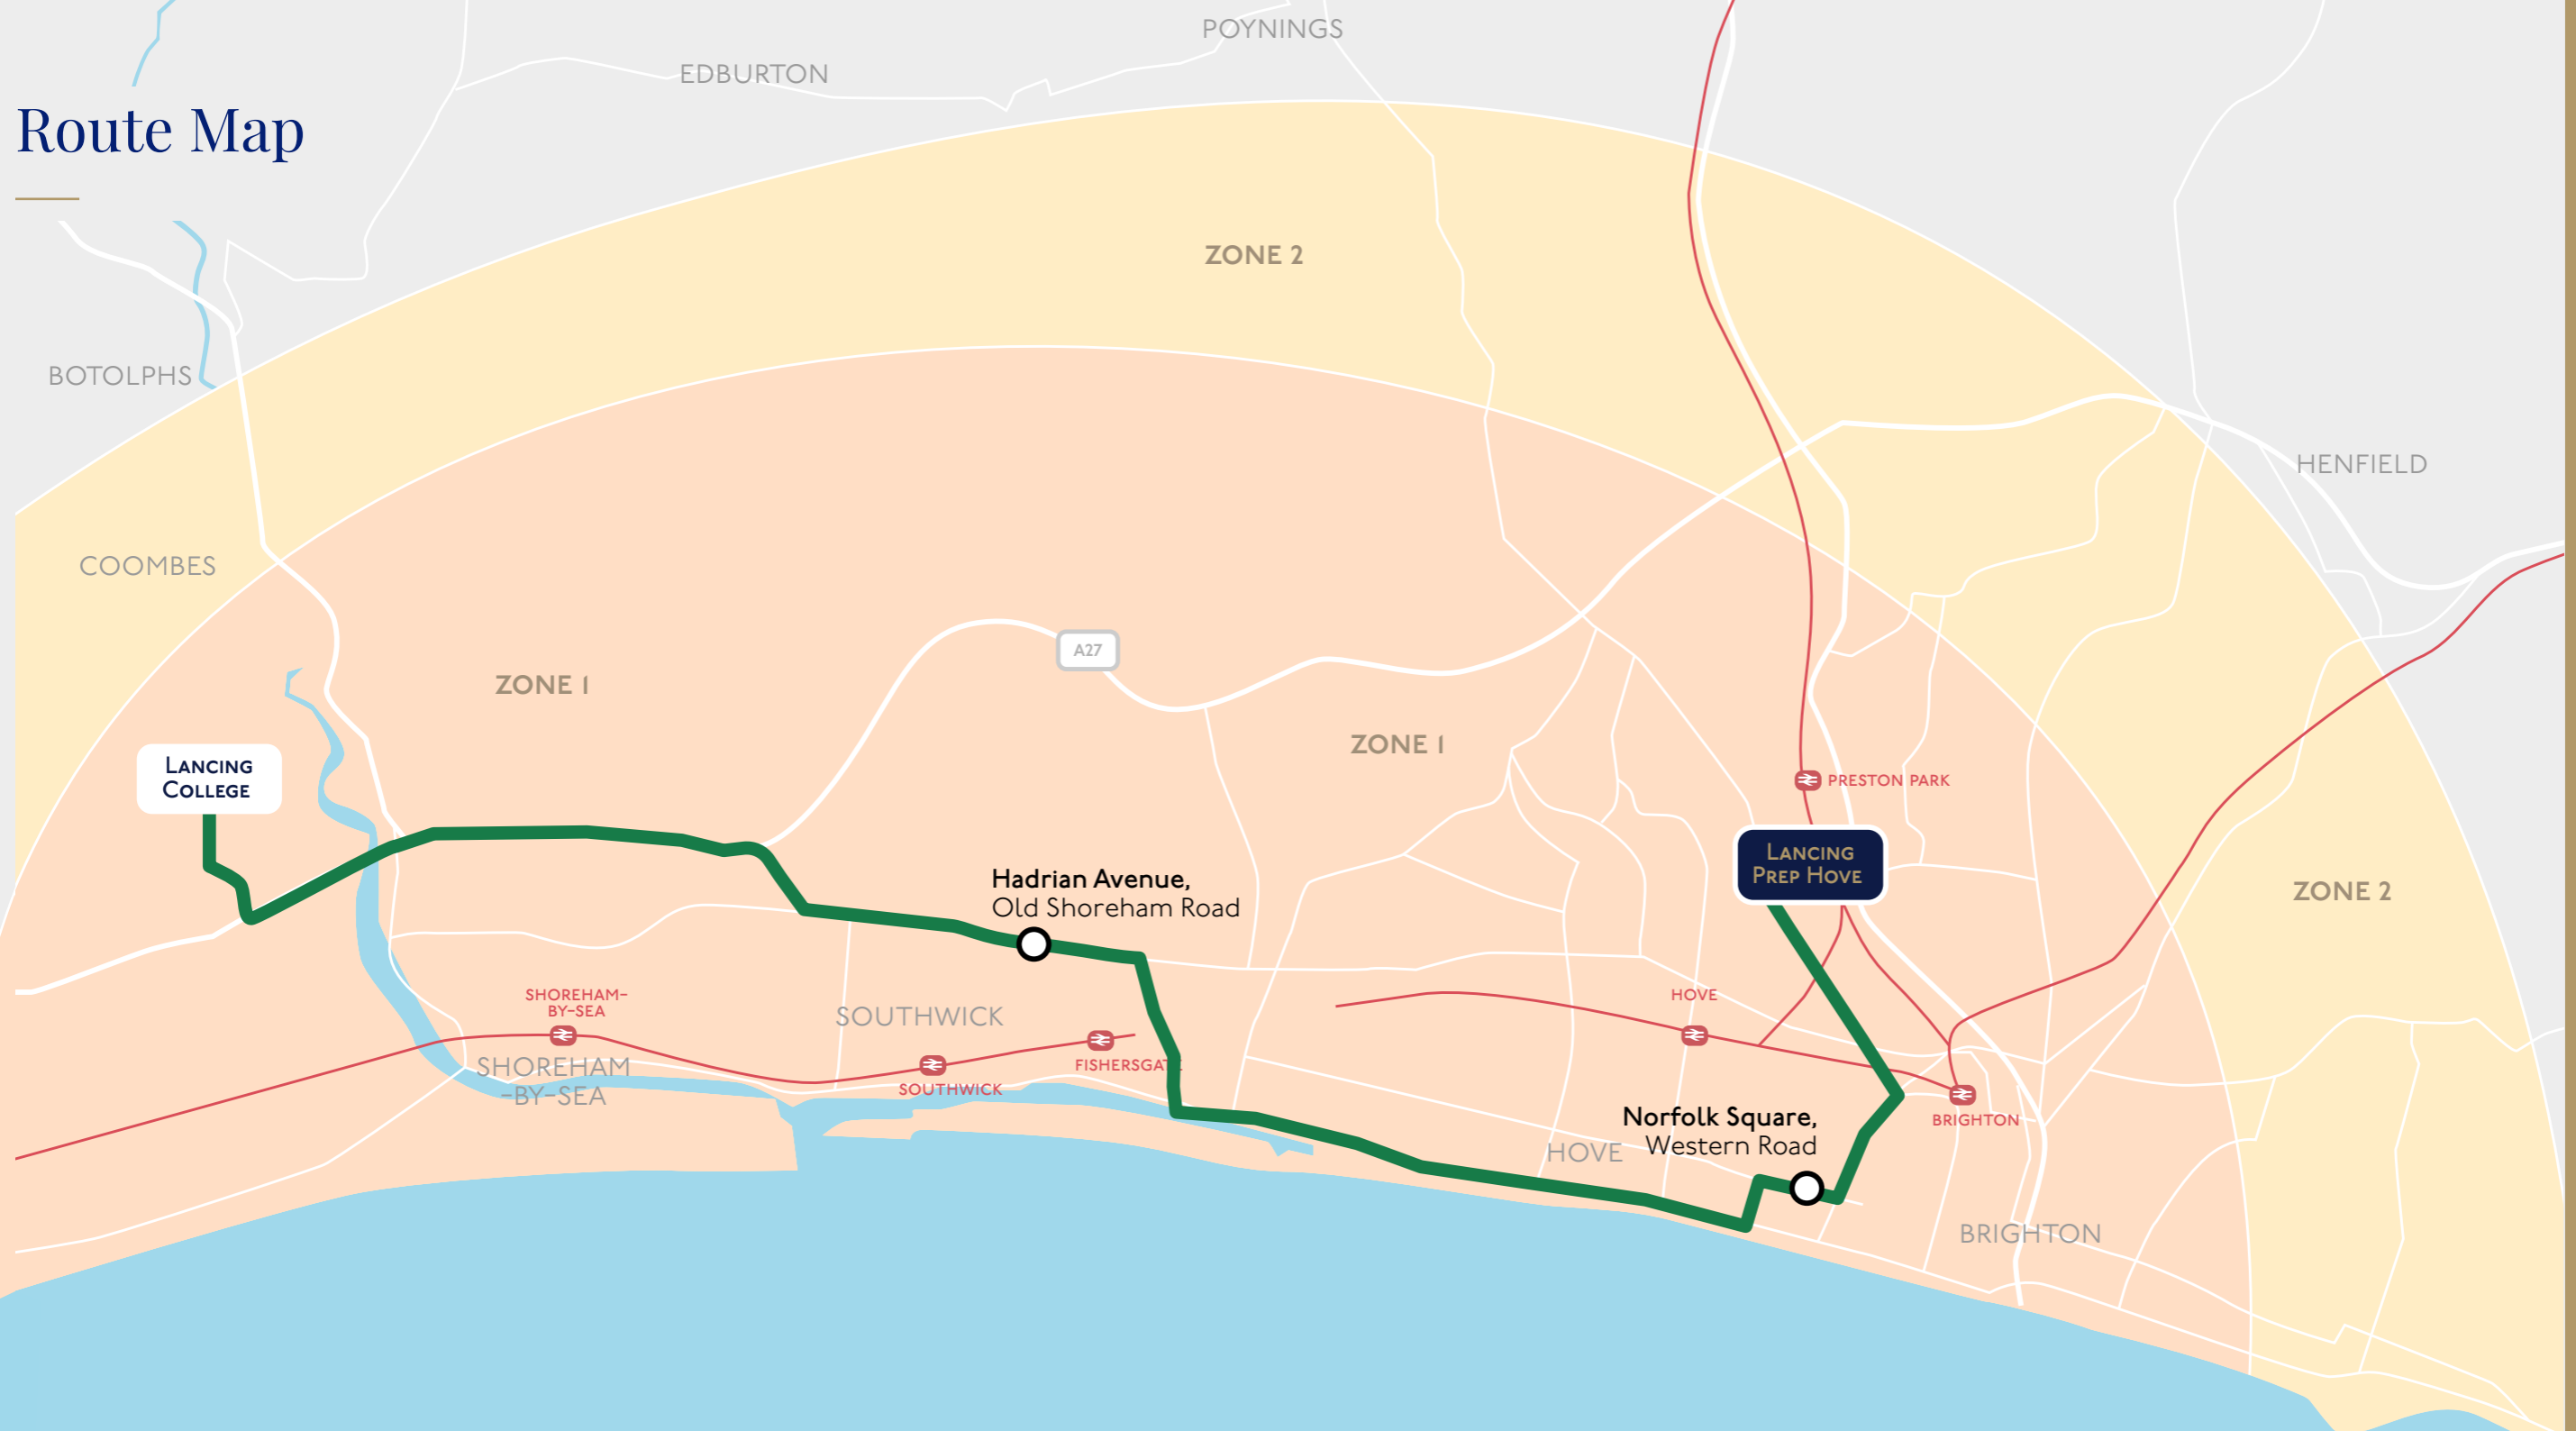 POYNINGS
EDBURTON
Route Map
ZONE 2
BOTOLPHS
HENFIELD
COOMBES
A27
ZONE 1
ZONE 1
LANCING
COLLEGE
PRESTON PARK
LANCING
PREP HOVE
Hadrian Avenue,
Old Shoreham Road
ZONE 2
SHOREHAM-
BY-SEA
HOVE
SOUTHWICK
SHOREHAM
-BY-SEA
FISHERSGATE
SOUTHWICK
Norfolk Square,
Western Road
HOVE
BRIGHTON
BRIGHTON